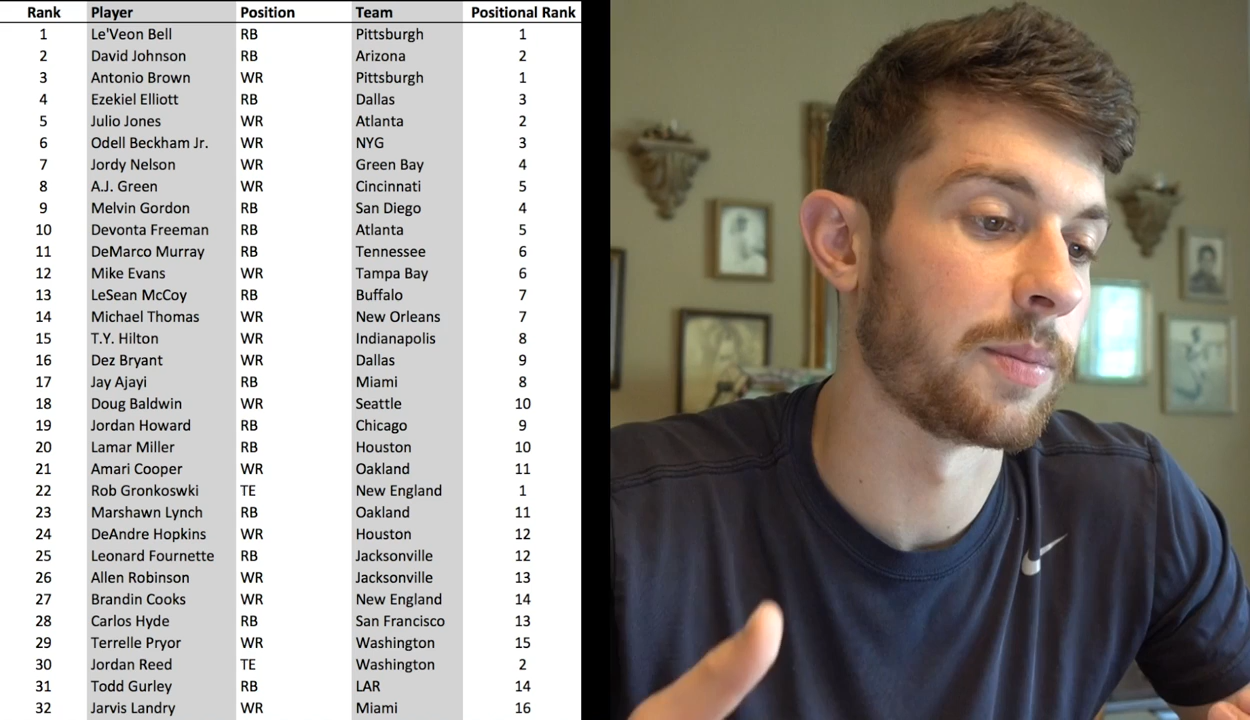 Rank Player Position Team Positional Rank
1 Le'Veon Bell RB Pittsburgh 1
2 David Johnson RB Arizona 2
3 Antonio Brown WR Pittsburgh 1
4 Ezekiel Elliott RB Dallas 3
5 Julio Jones WR Atlanta 2
6 Odell Beckham Jr. WR NYG 3
7 Jordy Nelson WR Green Bay 4
8 A.J. Green WR Cincinnati 5
9 Melvin Gordon RB San Diego 4
10 Devonta Freeman RB Atlanta 5
11 DeMarco Murray RB Tennessee 6
12 Mike Evans WR Tampa Bay 6
13 LeSean McCoy RB Buffalo 7
14 Michael Thomas WR New Orleans 7
15 T.Y. Hilton WR Indianapolis 8
16 Dez Bryant WR Dallas 9
17 Jay Ajayi RB Miami 8
18 Doug Baldwin WR Seattle 10
19 Jordan Howard RB Chicago 9
20 Lamar Miller RB Houston 10
21 Amari Cooper WR Oakland 11
22 Rob Gronkoswki TE New England 1
23 Marshawn Lynch RB Oakland 11
24 DeAndre Hopkins WR Houston 12
25 Leonard Fournette RB Jacksonville 12
26 Allen Robinson WR Jacksonville 13
27 Brandin Cooks WR New England 14
28 Carlos Hyde RB San Francisco 13
29 Terrelle Pryor WR Washington 15
30 Jordan Reed TE Washington 2
31 Todd Gurley RB LAR 14
32 Jarvis Landry WR Miami 16